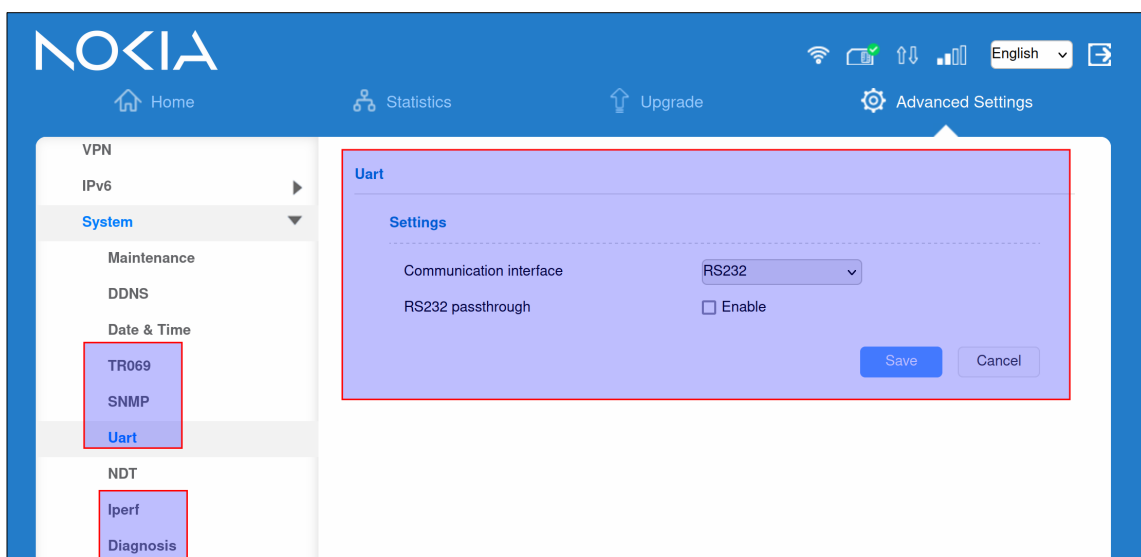 NOKIA
English
Home
Statistics
Upgrade
Advanced Settings
VPN
IPv6
System
Maintenance
DDNS
Date & Time
TR069
SNMP
Uart
NDT
Iperf
Diagnosis
Uart
Settings
Communication interface RS232
RS232 passthrough Enable
Save Cancel